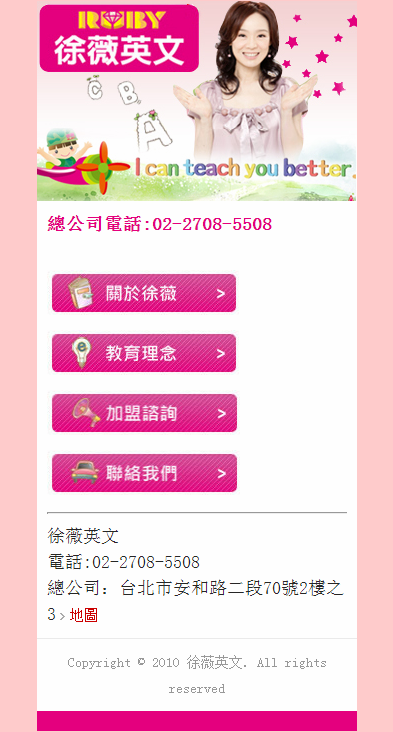 RUBY
徐薇英文
C B A
I can teach you better.
總公司電話:02-2708-5508
關於徐薇 >
教育理念 >
加盟諮詢 >
聯絡我們 >
徐薇英文
電話:02-2708-5508
總公司: 台北市安和路二段70號2樓之
3 › 地圖
Copyright © 2010 徐薇英文. All rights
reserved